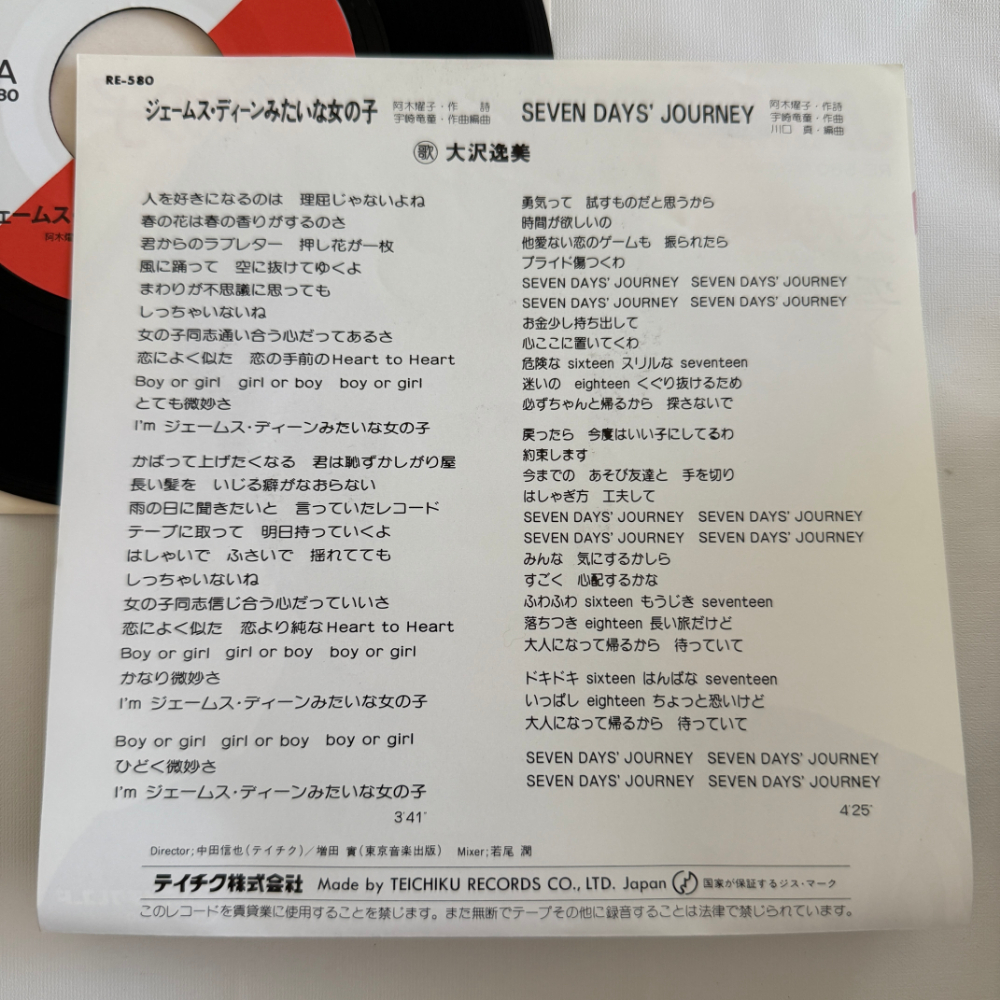 A
80
ェームス
阿木燿
RE-580
ジェームス・ディーンみたいな女の子
阿木燿子・作　詩
宇崎竜童・作曲編曲
SEVEN DAYS' JOURNEY
阿木燿子・作詩
宇崎竜童・作曲
川口　真・編曲
歌 大沢逸美
人を好きになるのは　理屈じゃないよね
春の花は春の香りがするのさ
君からのラブレター　押し花が一枚
風に踊って　空に抜けてゆくよ
まわりが不思議に思っても
しっちゃいないね
女の子同志通い合う心だってあるさ
恋によく似た　恋の手前のHeart to Heart
Boy or girl　girl or boy　boy or girl
とても微妙さ
I'm ジェームス・ディーンみたいな女の子
かばって上げたくなる　君は恥ずかしがり屋
長い髪を　いじる癖がなおらない
雨の日に聞きたいと　言っていたレコード
テープに取って　明日持っていくよ
はしゃいで　ふさいで　揺れてても
しっちゃいないね
女の子同志信じ合う心だっていいさ
恋によく似た　恋より純なHeart to Heart
Boy or girl　girl or boy　boy or girl
かなり微妙さ
I'm ジェームス・ディーンみたいな女の子
Boy or girl　girl or boy　boy or girl
ひどく微妙さ
I'm ジェームス・ディーンみたいな女の子
3'41"
勇気って　試すものだと思うから
時間が欲しいの
他愛ない恋のゲームも　振られたら
プライド傷つくわ
SEVEN DAYS' JOURNEY　SEVEN DAYS' JOURNEY
SEVEN DAYS' JOURNEY　SEVEN DAYS' JOURNEY
お金少し持ち出して
心ここに置いてくわ
危険な sixteen スリルな seventeen
迷いの　eighteen くぐり抜けるため
必ずちゃんと帰るから　探さないで
戻ったら　今度はいい子にしてるわ
約束します
今までの　あそび友達と　手を切り
はしゃぎ方　工夫して
SEVEN DAYS' JOURNEY　SEVEN DAYS' JOURNEY
SEVEN DAYS' JOURNEY　SEVEN DAYS' JOURNEY
みんな　気にするかしら
すごく　心配するかな
ふわふわ sixteen もうじき seventeen
落ちつき eighteen 長い旅だけど
大人になって帰るから　待っていて
ドキドキ sixteen はんぱな seventeen
いっぱし eighteen ちょっと恐いけど
大人になって帰るから　待っていて
SEVEN DAYS' JOURNEY　SEVEN DAYS' JOURNEY
SEVEN DAYS' JOURNEY　SEVEN DAYS' JOURNEY
4'25"
Director; 中田信也(テイチク)／増田　實(東京音楽出版)　Mixer; 若尾　潤
テイチク株式会社　Made by TEICHIKU RECORDS CO., LTD. Japan　国家が保証するジス・マーク
このレコードを賃貸業に使用することを禁じます。また無断でテープその他に録音することは法律で禁じられています。